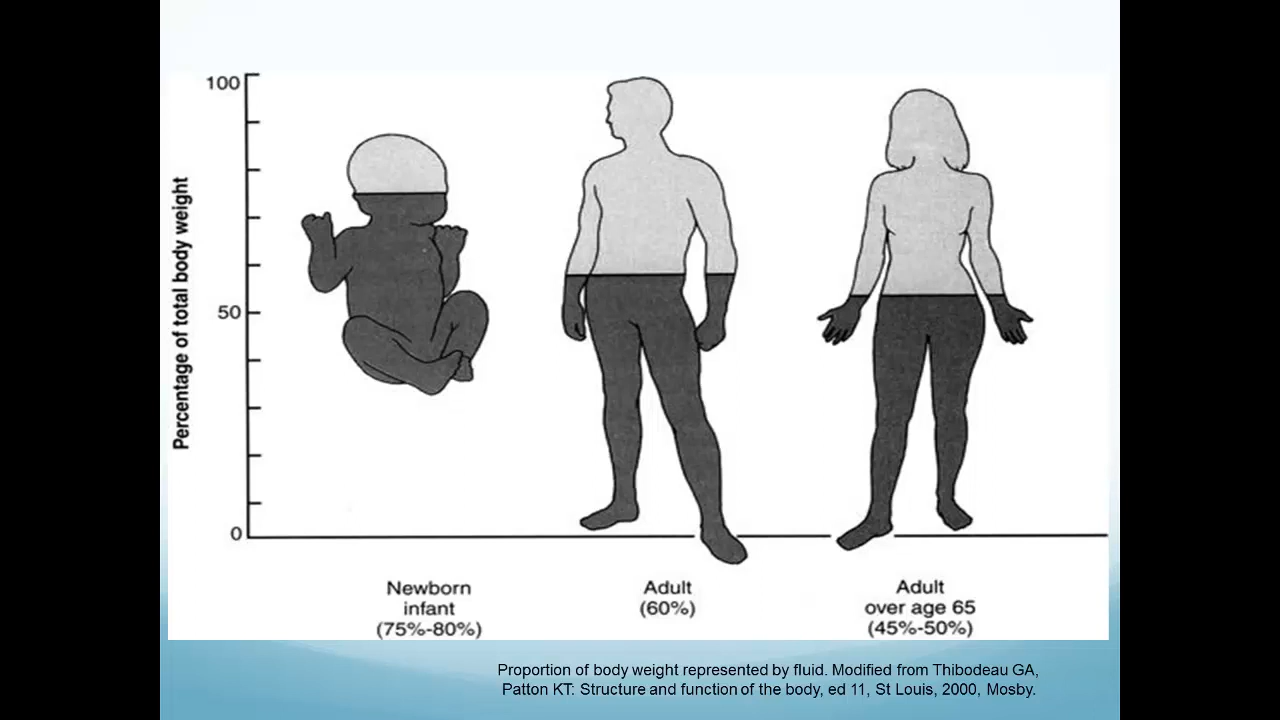 100
50
0
Percentage of total body weight
Newborn
infant
(75%-80%)
Adult
(60%)
Adult
over age 65
(45%-50%)
Proportion of body weight represented by fluid. Modified from Thibodeau GA,
Patton KT: Structure and function of the body, ed 11, St Louis, 2000, Mosby.